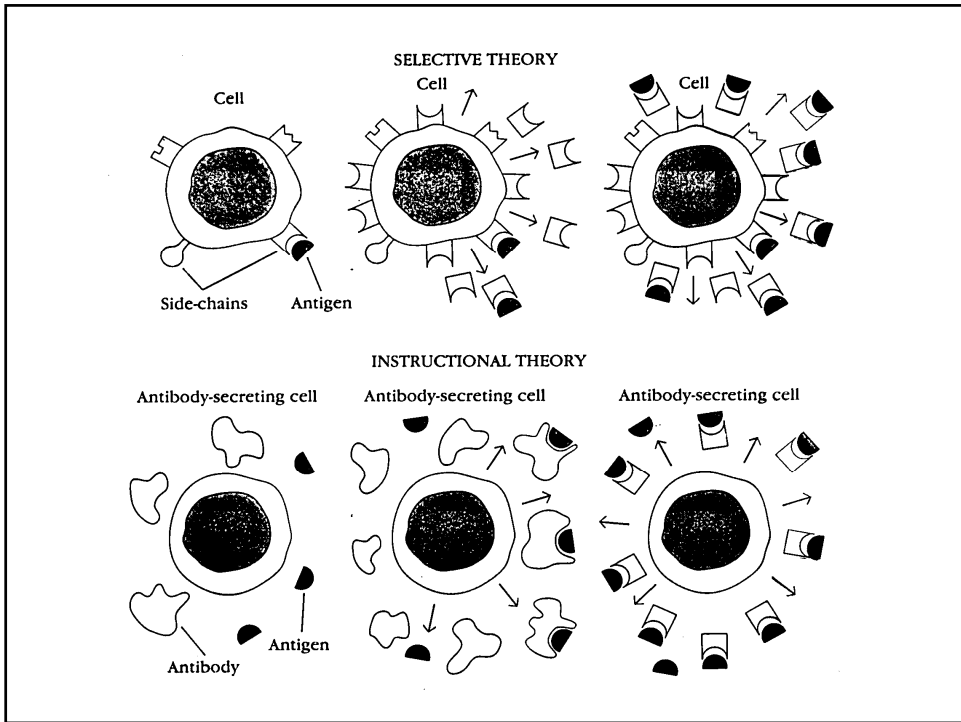 SELECTIVE THEORY
Cell
Cell
Cell
Side-chains
Antigen
INSTRUCTIONAL THEORY
Antibody-secreting cell
Antibody-secreting cell
Antibody-secreting cell
Antigen
Antibody